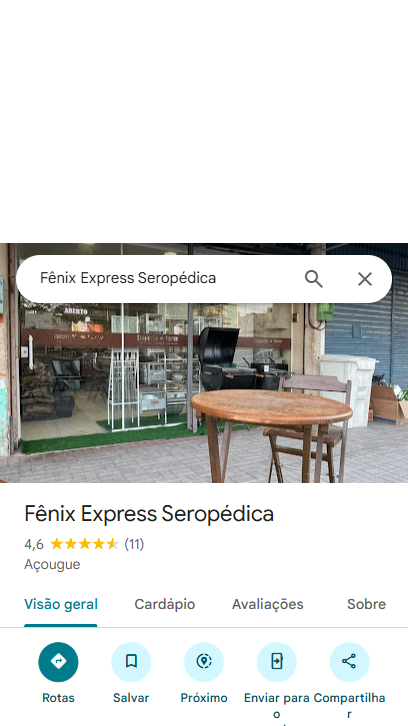 Fênix Express Seropédica
ABERTO
Fênix Express Seropédica
4,6 (11)
Açougue
Visão geral Cardápio Avaliações Sobre
Rotas Salvar Próximo Enviar para o Compartilhar